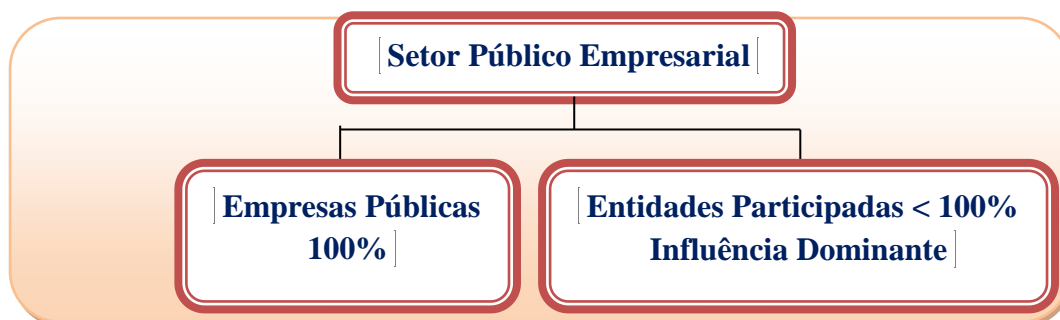 Setor Público Empresarial
Empresas Públicas
100%
Entidades Participadas < 100%
Influência Dominante